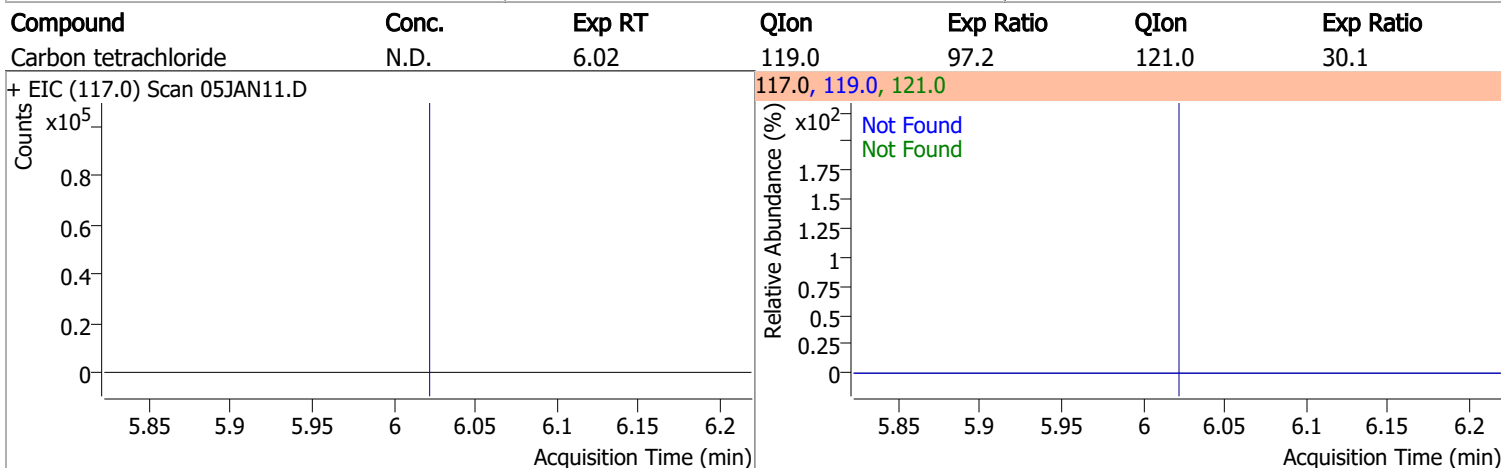 Compound Conc. Exp RT QIon Exp Ratio QIon Exp Ratio
Carbon tetrachloride N.D. 6.02 119.0 97.2 121.0 30.1
+ EIC (117.0) Scan 05JAN11.D
Counts
x10^5
0.8
0.6
0.4
0.2
0
5.85 5.9 5.95 6 6.05 6.1 6.15 6.2
Acquisition Time (min)
117.0, 119.0, 121.0
Relative Abundance (%)
x10^2
Not Found
Not Found
1.75
1.5
1.25
1
0.75
0.5
0.25
0
5.85 5.9 5.95 6 6.05 6.1 6.15 6.2
Acquisition Time (min)